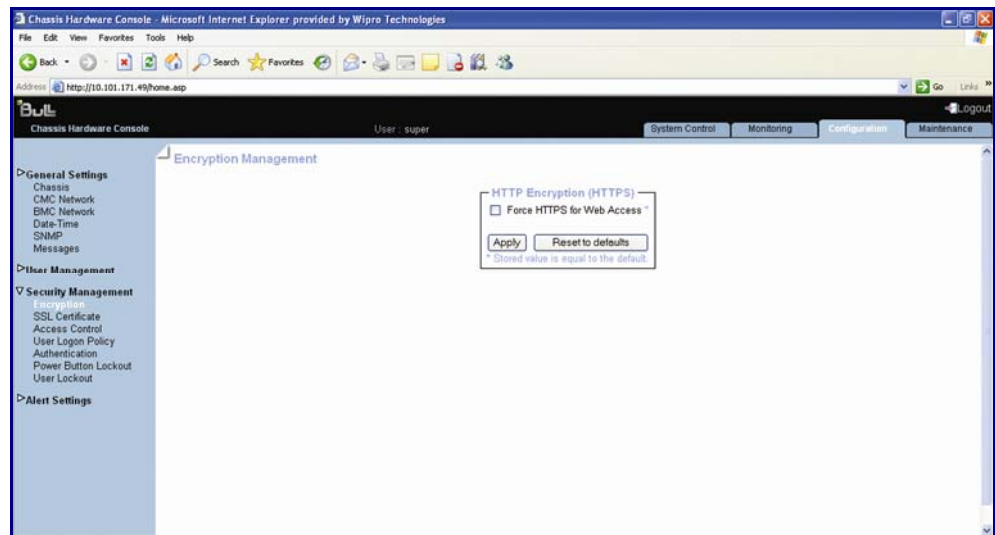 Chassis Hardware Console - Microsoft Internet Explorer provided by Wipro Technologies
File Edit View Favorites Tools Help
Back Search Favorites
Address http://10.101.171.49/home.asp Go Links »
Bull Logout
Chassis Hardware Console User : super System Control Monitoring Configuration Maintenance
Encryption Management
General Settings
Chassis
CMC Network
BMC Network
Date-Time
SNMP
Messages
User Management
Security Management
Encryption
SSL Certificate
Access Control
User Logon Policy
Authentication
Power Button Lockout
User Lockout
Alert Settings
HTTP Encryption (HTTPS)
Force HTTPS for Web Access *
Apply Reset to defaults
* Stored value is equal to the default.